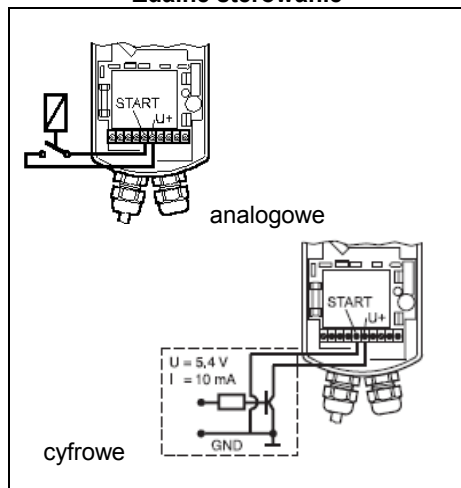 Zdalne sterowanie
START
U+
analogowe
START
U+
U = 5,4 V
I = 10 mA
GND
cyfrowe